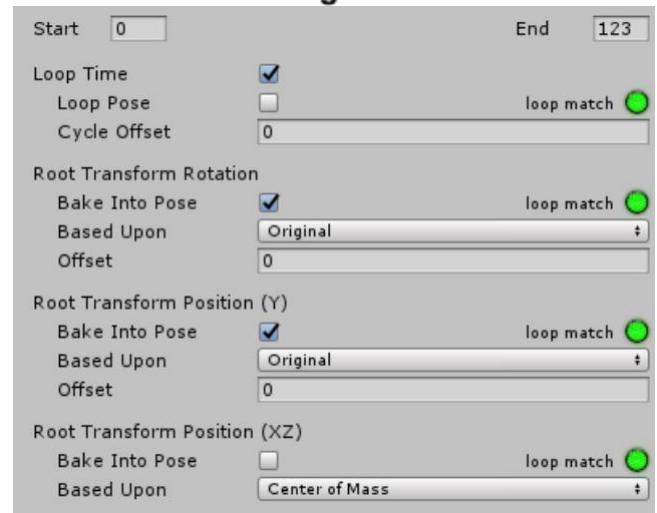 Start 0 End 123
Loop Time
Loop Pose loop match
Cycle Offset 0
Root Transform Rotation
Bake Into Pose loop match
Based Upon Original
Offset 0
Root Transform Position (Y)
Bake Into Pose loop match
Based Upon Original
Offset 0
Root Transform Position (XZ)
Bake Into Pose loop match
Based Upon Center of Mass